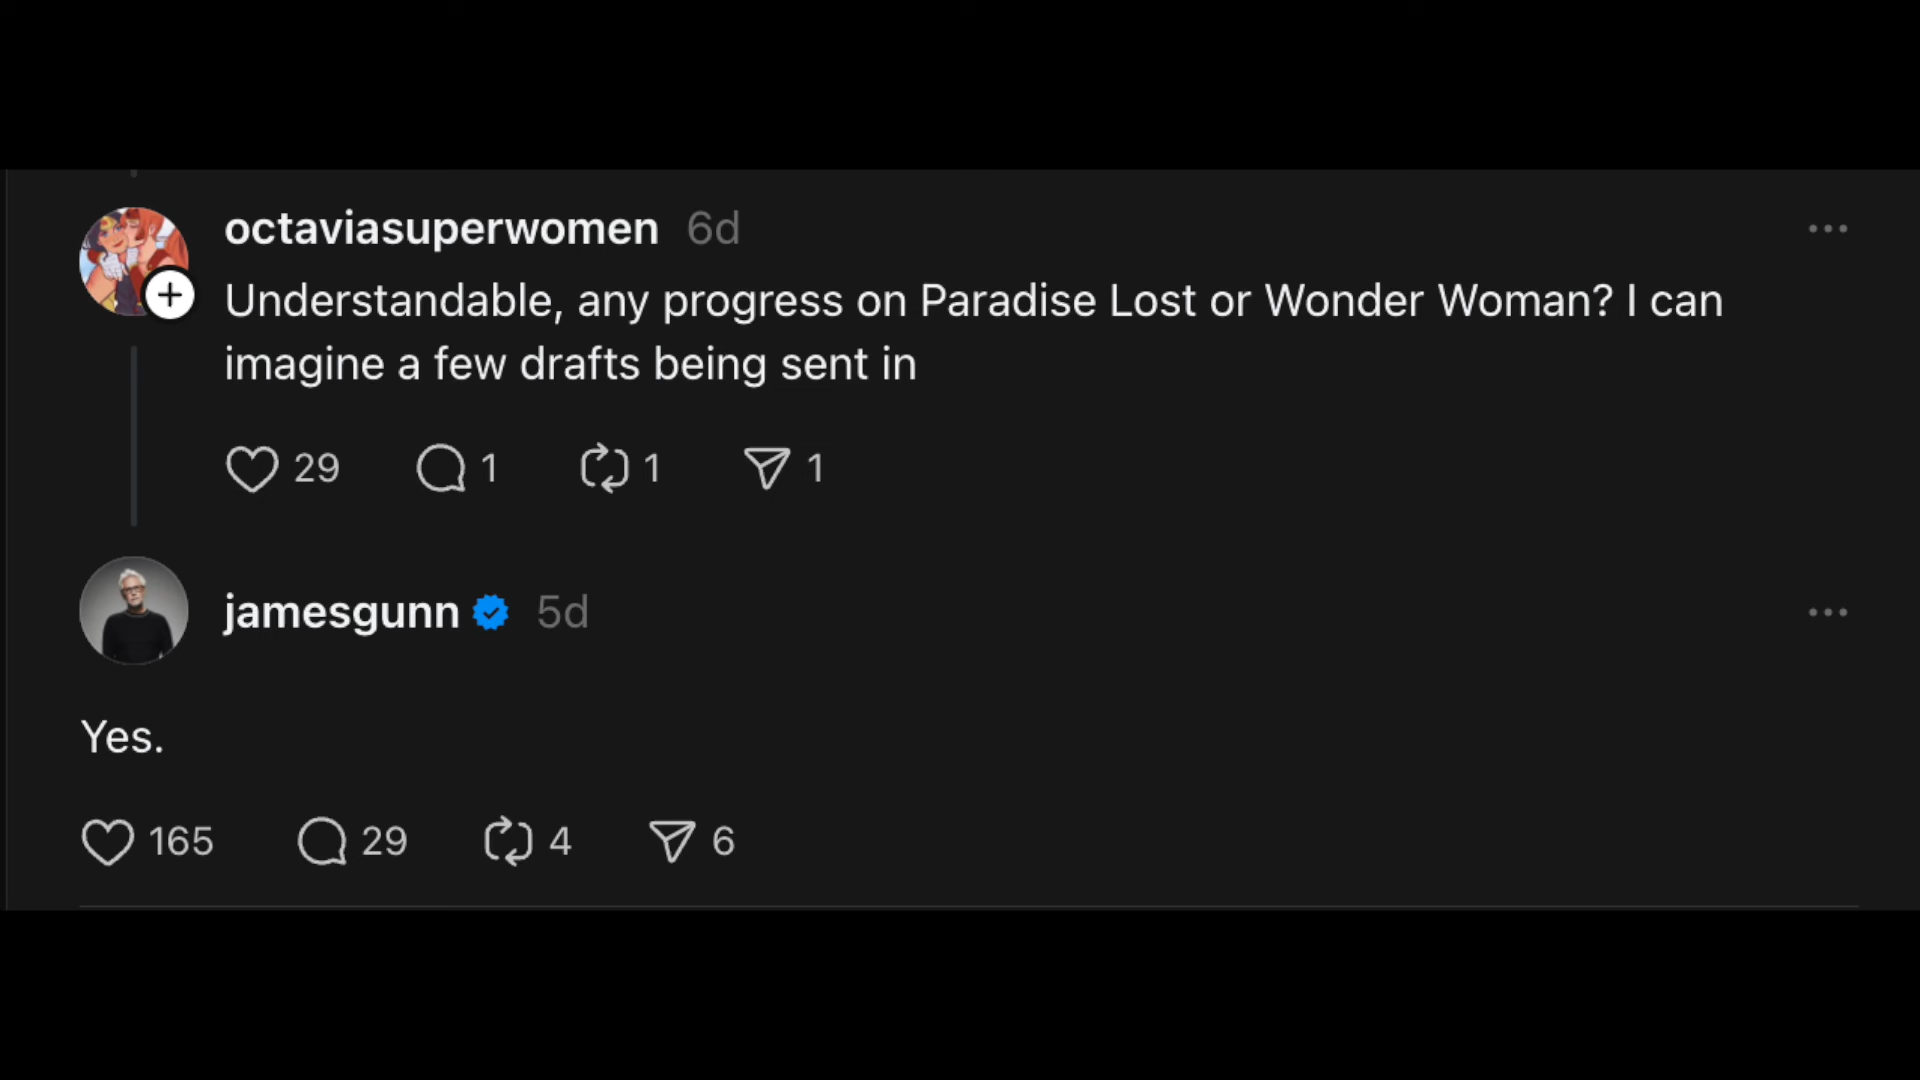 octaviasuperwomen 6d
Understandable, any progress on Paradise Lost or Wonder Woman? I can
imagine a few drafts being sent in
29 1 1 1
jamesgunn 5d
Yes.
165 29 4 6